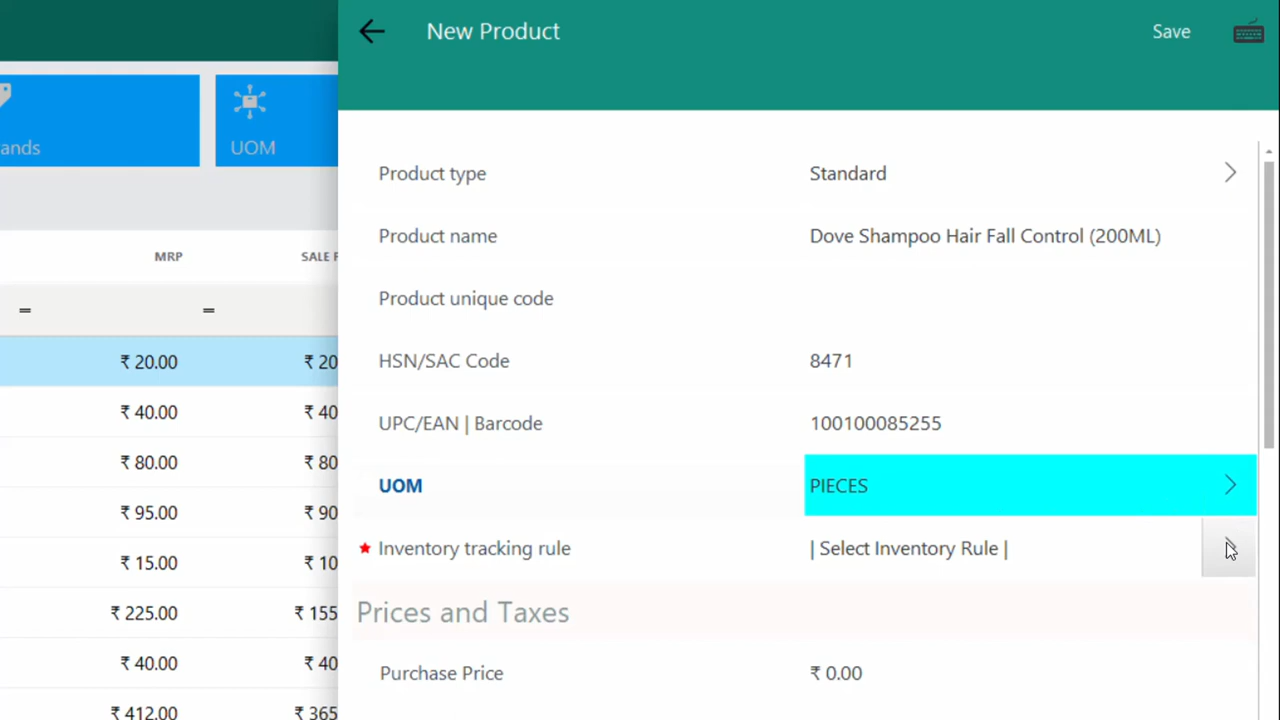 New Product
Save
ands
UOM
MRP
SALE P
=
=
₹ 20.00
₹ 20
₹ 40.00
₹ 40
₹ 80.00
₹ 80
₹ 95.00
₹ 90
₹ 15.00
₹ 10
₹ 225.00
₹ 155
₹ 40.00
₹ 40
₹ 412.00
₹ 365
Product type Standard
Product name Dove Shampoo Hair Fall Control (200ML)
Product unique code
HSN/SAC Code 8471
UPC/EAN | Barcode 100100085255
UOM PIECES
Inventory tracking rule | Select Inventory Rule |
Prices and Taxes
Purchase Price ₹ 0.00